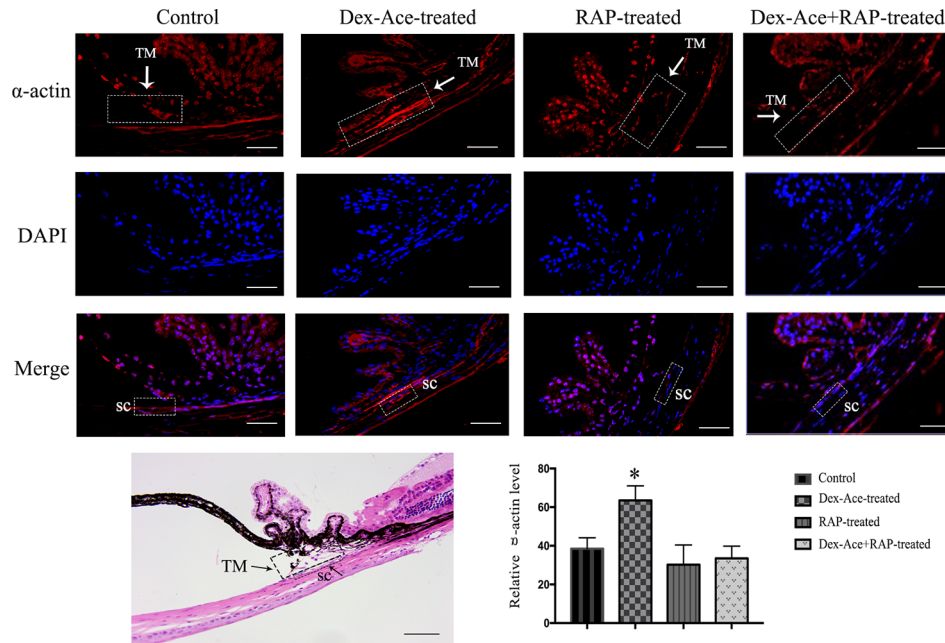 Control Dex-Ace-treated RAP-treated Dex-Ace+RAP-treated
α-actin
TM TM TM TM
DAPI
Merge
SC SC SC SC
TM
SC
Relative α-actin level
80
60
40
20
0
*
Control
Dex-Ace-treated
RAP-treated
Dex-Ace+RAP-treated